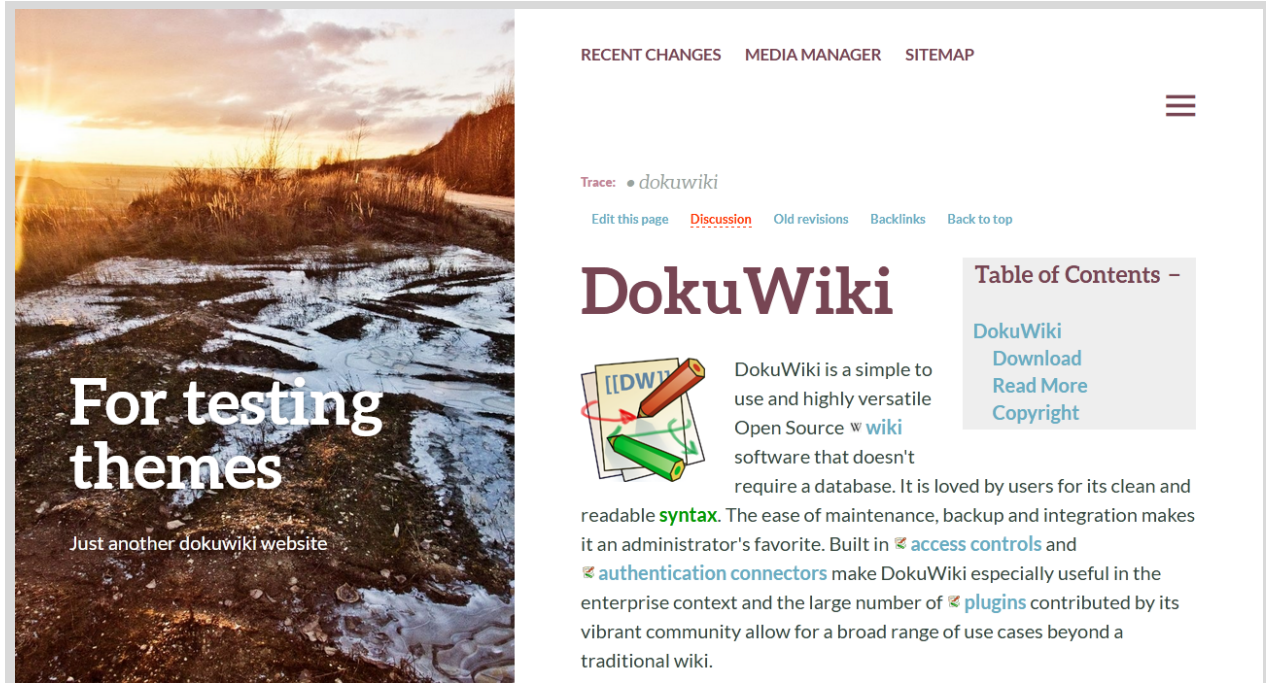 RECENT CHANGES MEDIA MANAGER SITEMAP
Trace: • dokuwiki
Edit this page Discussion Old revisions Backlinks Back to top
For testing
themes
Just another dokuwiki website
DokuWiki
Table of Contents −
DokuWiki
Download
Read More
Copyright
[[DW]]
DokuWiki is a simple to
use and highly versatile
Open Source W wiki
software that doesn't
require a database. It is loved by users for its clean and
readable syntax. The ease of maintenance, backup and integration makes
it an administrator's favorite. Built in access controls and
authentication connectors make DokuWiki especially useful in the
enterprise context and the large number of plugins contributed by its
vibrant community allow for a broad range of use cases beyond a
traditional wiki.